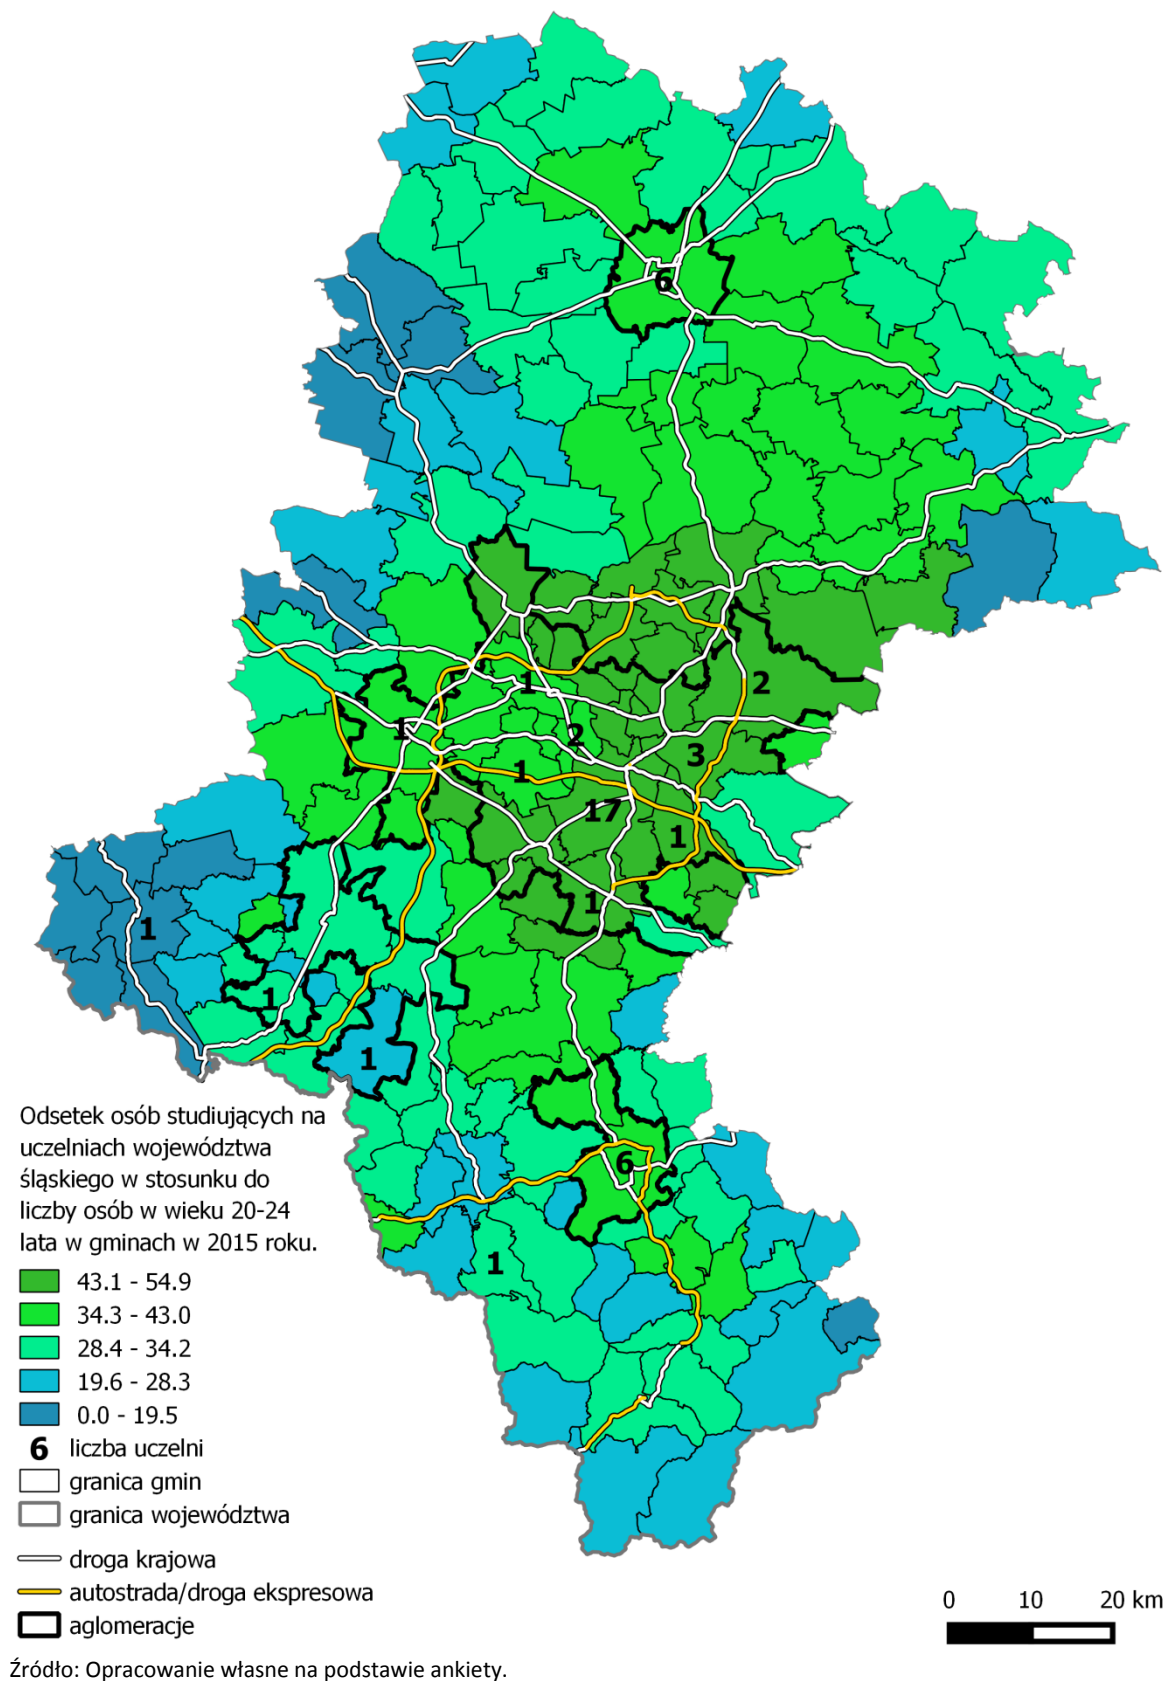 6
2
1
1
2
3
1
17
1
1
1
1
1
6
1
Odsetek osób studiujących na
uczelniach województwa
śląskiego w stosunku do
liczby osób w wieku 20-24
lata w gminach w 2015 roku.
43.1 - 54.9
34.3 - 43.0
28.4 - 34.2
19.6 - 28.3
0.0 - 19.5
6 liczba uczelni
granica gmin
granica województwa
droga krajowa
autostrada/droga ekspresowa
aglomeracje
0 10 20 km
Źródło: Opracowanie własne na podstawie ankiety.